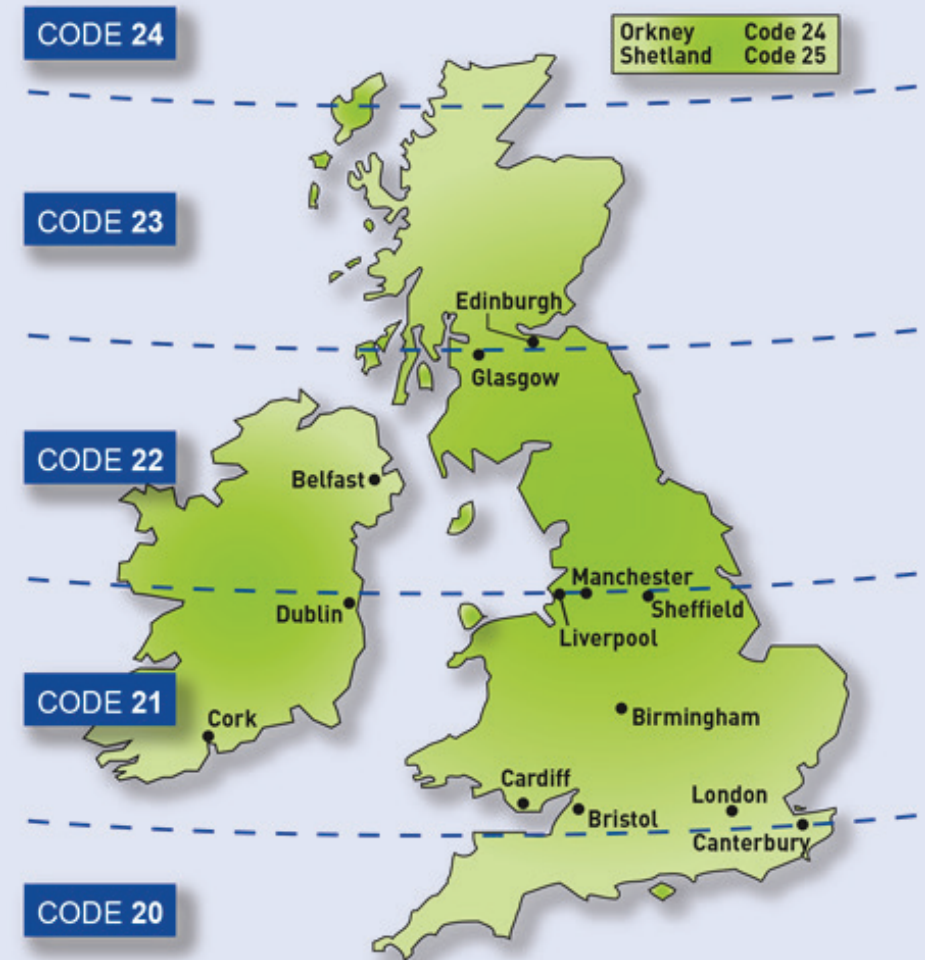 CODE 24
Orkney Code 24
Shetland Code 25
CODE 23
Edinburgh
Glasgow
CODE 22
Belfast
Manchester
Dublin
Sheffield
Liverpool
CODE 21
Cork
Birmingham
Cardiff
London
Bristol
Canterbury
CODE 20